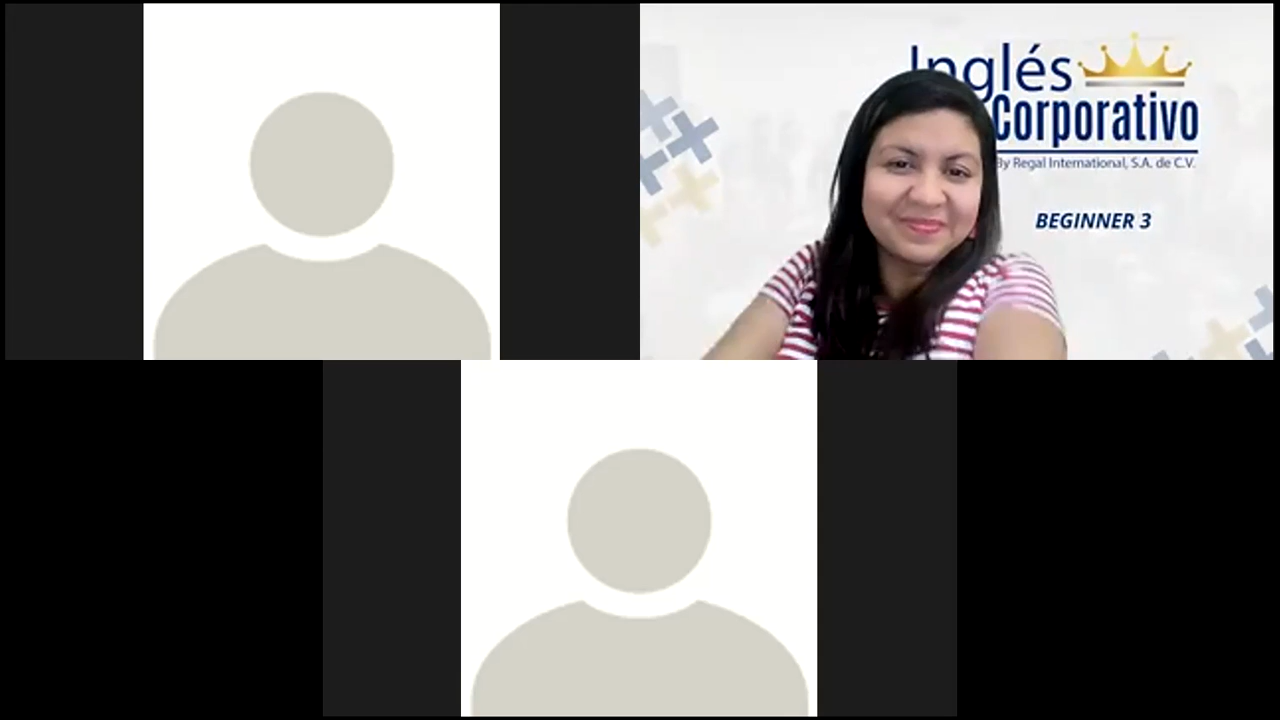 Inglés
Corporativo
By Regal International, S.A. de C.V.
BEGINNER 3